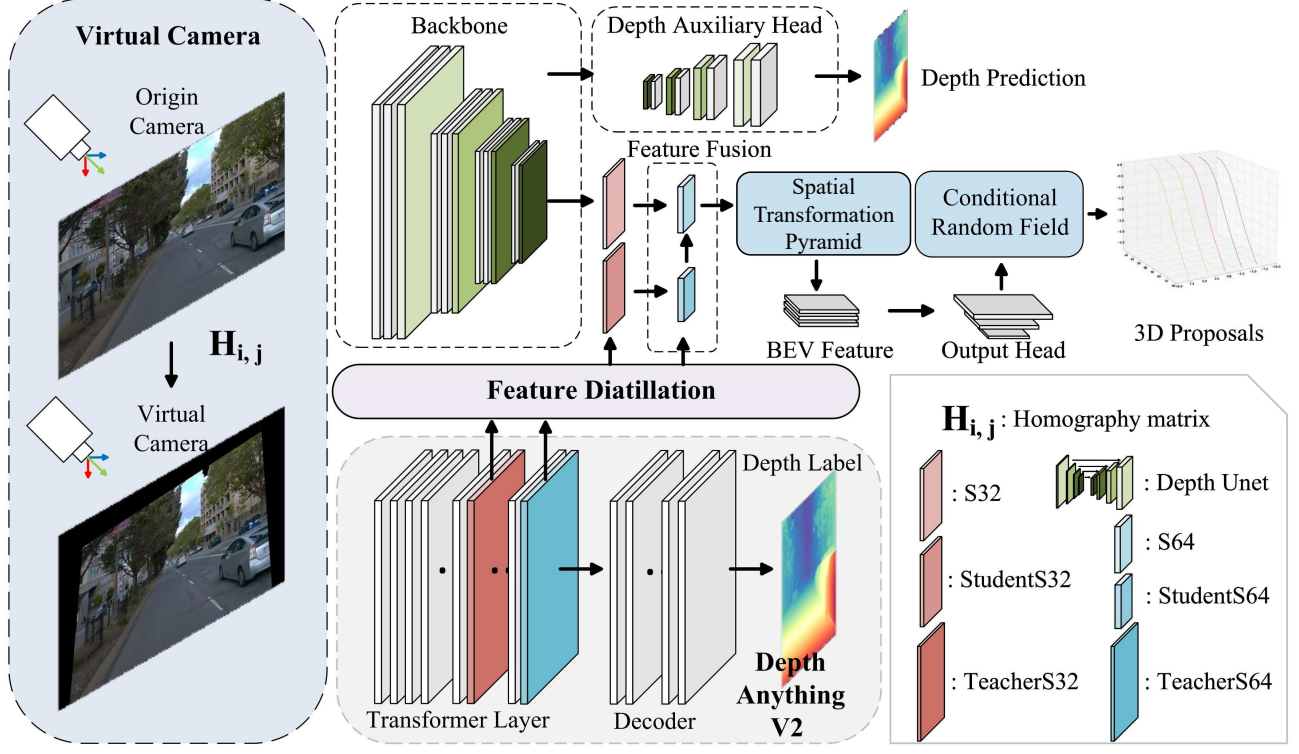 Virtual Camera
Origin
Camera
H i, j
Virtual
Camera
Backbone
Depth Auxiliary Head
Depth Prediction
Feature Fusion
Spatial
Transformation
Pyramid
Conditional
Random Field
BEV Feature
Output Head
3D Proposals
Feature Diatillation
Depth Label
Transformer Layer
Decoder
Depth
Anything
V2
H i, j : Homography matrix
: S32
: Depth Unet
: S64
: StudentS32
: StudentS64
: TeacherS32
: TeacherS64